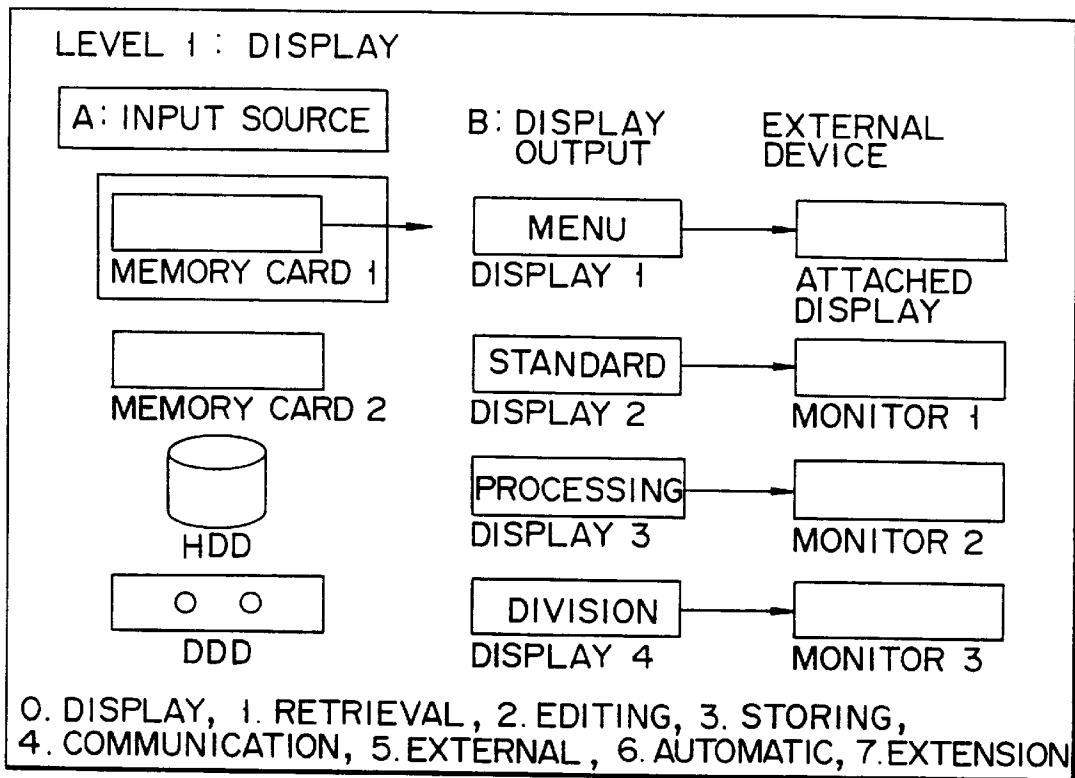 LEVEL 1 : DISPLAY
A: INPUT SOURCE
B: DISPLAY
OUTPUT
EXTERNAL
DEVICE
MEMORY CARD 1
MENU
DISPLAY 1
ATTACHED
DISPLAY
MEMORY CARD 2
STANDARD
DISPLAY 2
MONITOR 1
HDD
PROCESSING
DISPLAY 3
MONITOR 2
DDD
DIVISION
DISPLAY 4
MONITOR 3
0. DISPLAY, 1. RETRIEVAL, 2. EDITING, 3. STORING,
4. COMMUNICATION, 5. EXTERNAL, 6. AUTOMATIC, 7. EXTENSION